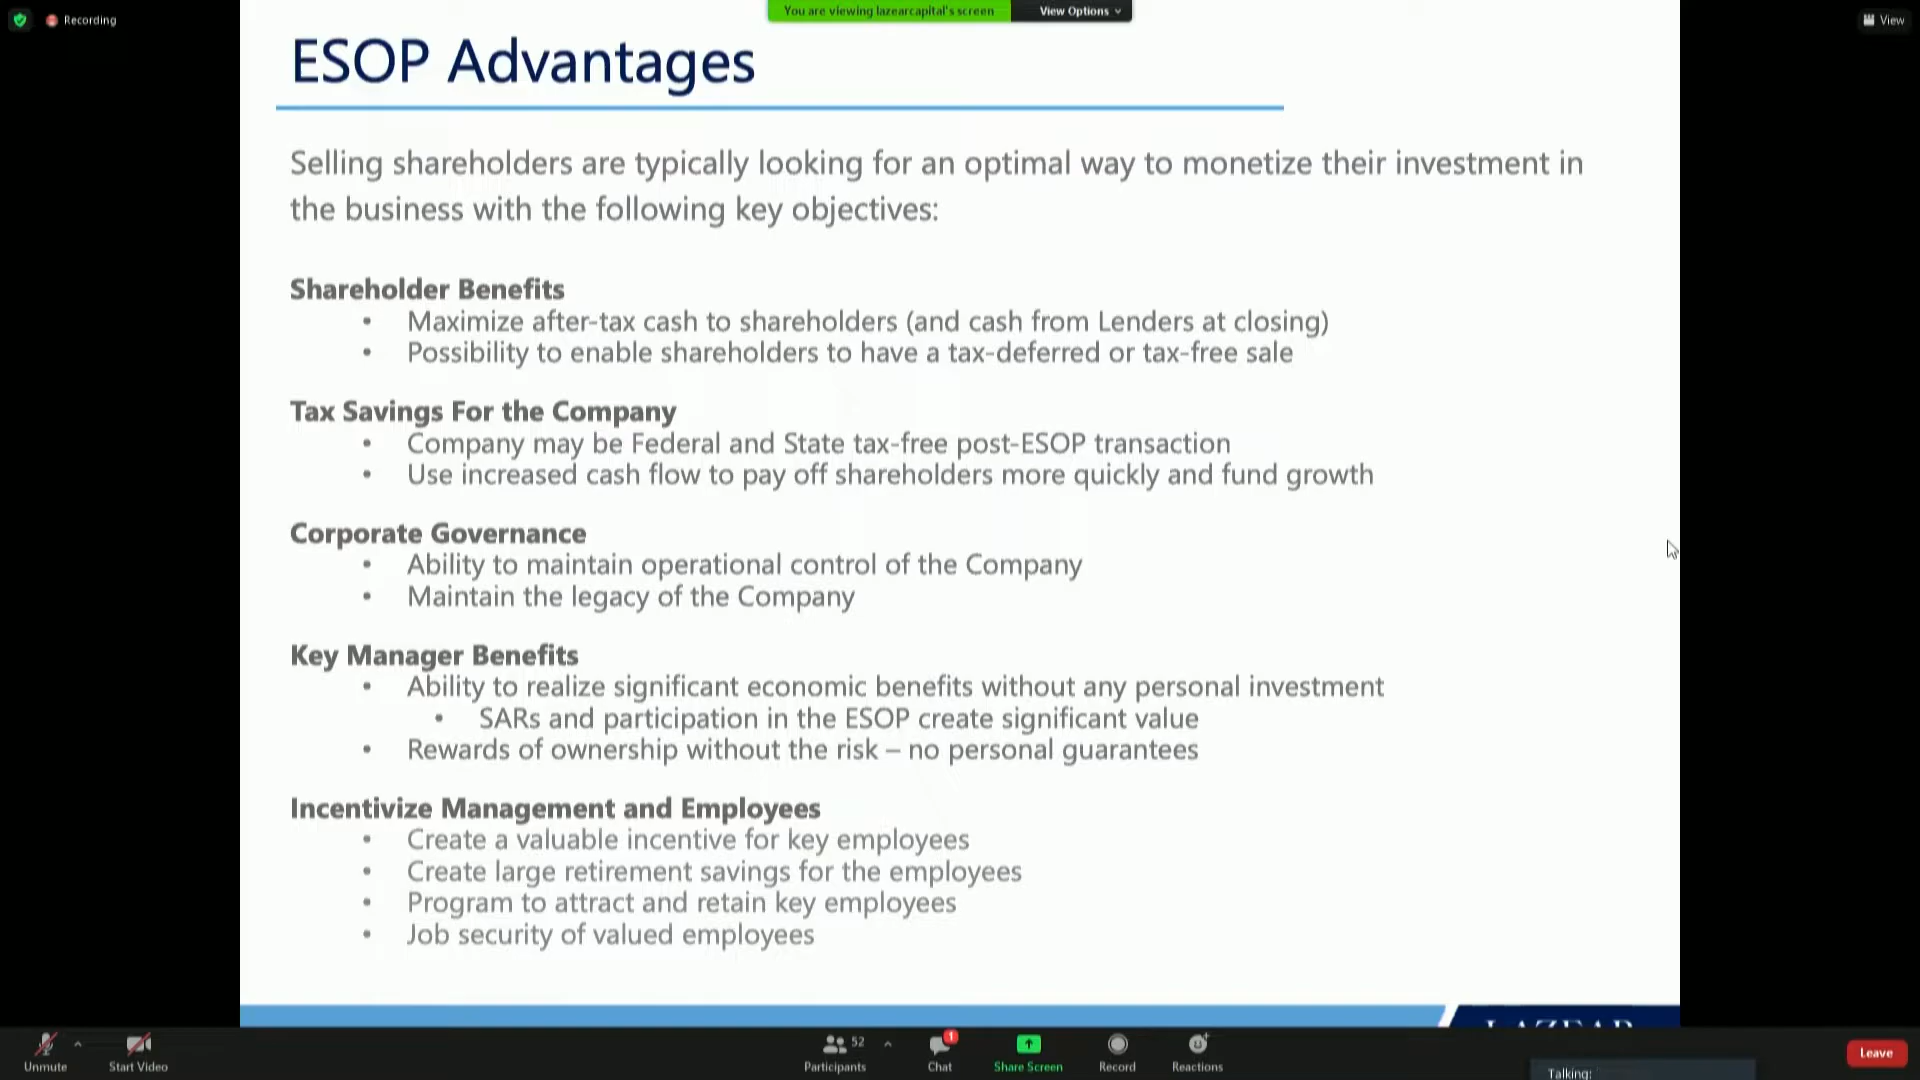 Recording
You are viewing lazearcapital's screen
View Options
View
ESOP Advantages
Selling shareholders are typically looking for an optimal way to monetize their investment in
the business with the following key objectives:
Shareholder Benefits
• Maximize after-tax cash to shareholders (and cash from Lenders at closing)
• Possibility to enable shareholders to have a tax-deferred or tax-free sale
Tax Savings For the Company
• Company may be Federal and State tax-free post-ESOP transaction
• Use increased cash flow to pay off shareholders more quickly and fund growth
Corporate Governance
• Ability to maintain operational control of the Company
• Maintain the legacy of the Company
Key Manager Benefits
• Ability to realize significant economic benefits without any personal investment
• SARs and participation in the ESOP create significant value
• Rewards of ownership without the risk – no personal guarantees
Incentivize Management and Employees
• Create a valuable incentive for key employees
• Create large retirement savings for the employees
• Program to attract and retain key employees
• Job security of valued employees
LAZEAR
Unmute
Start Video
52
Participants
1
Chat
Share Screen
Record
Reactions
Talking:
Leave